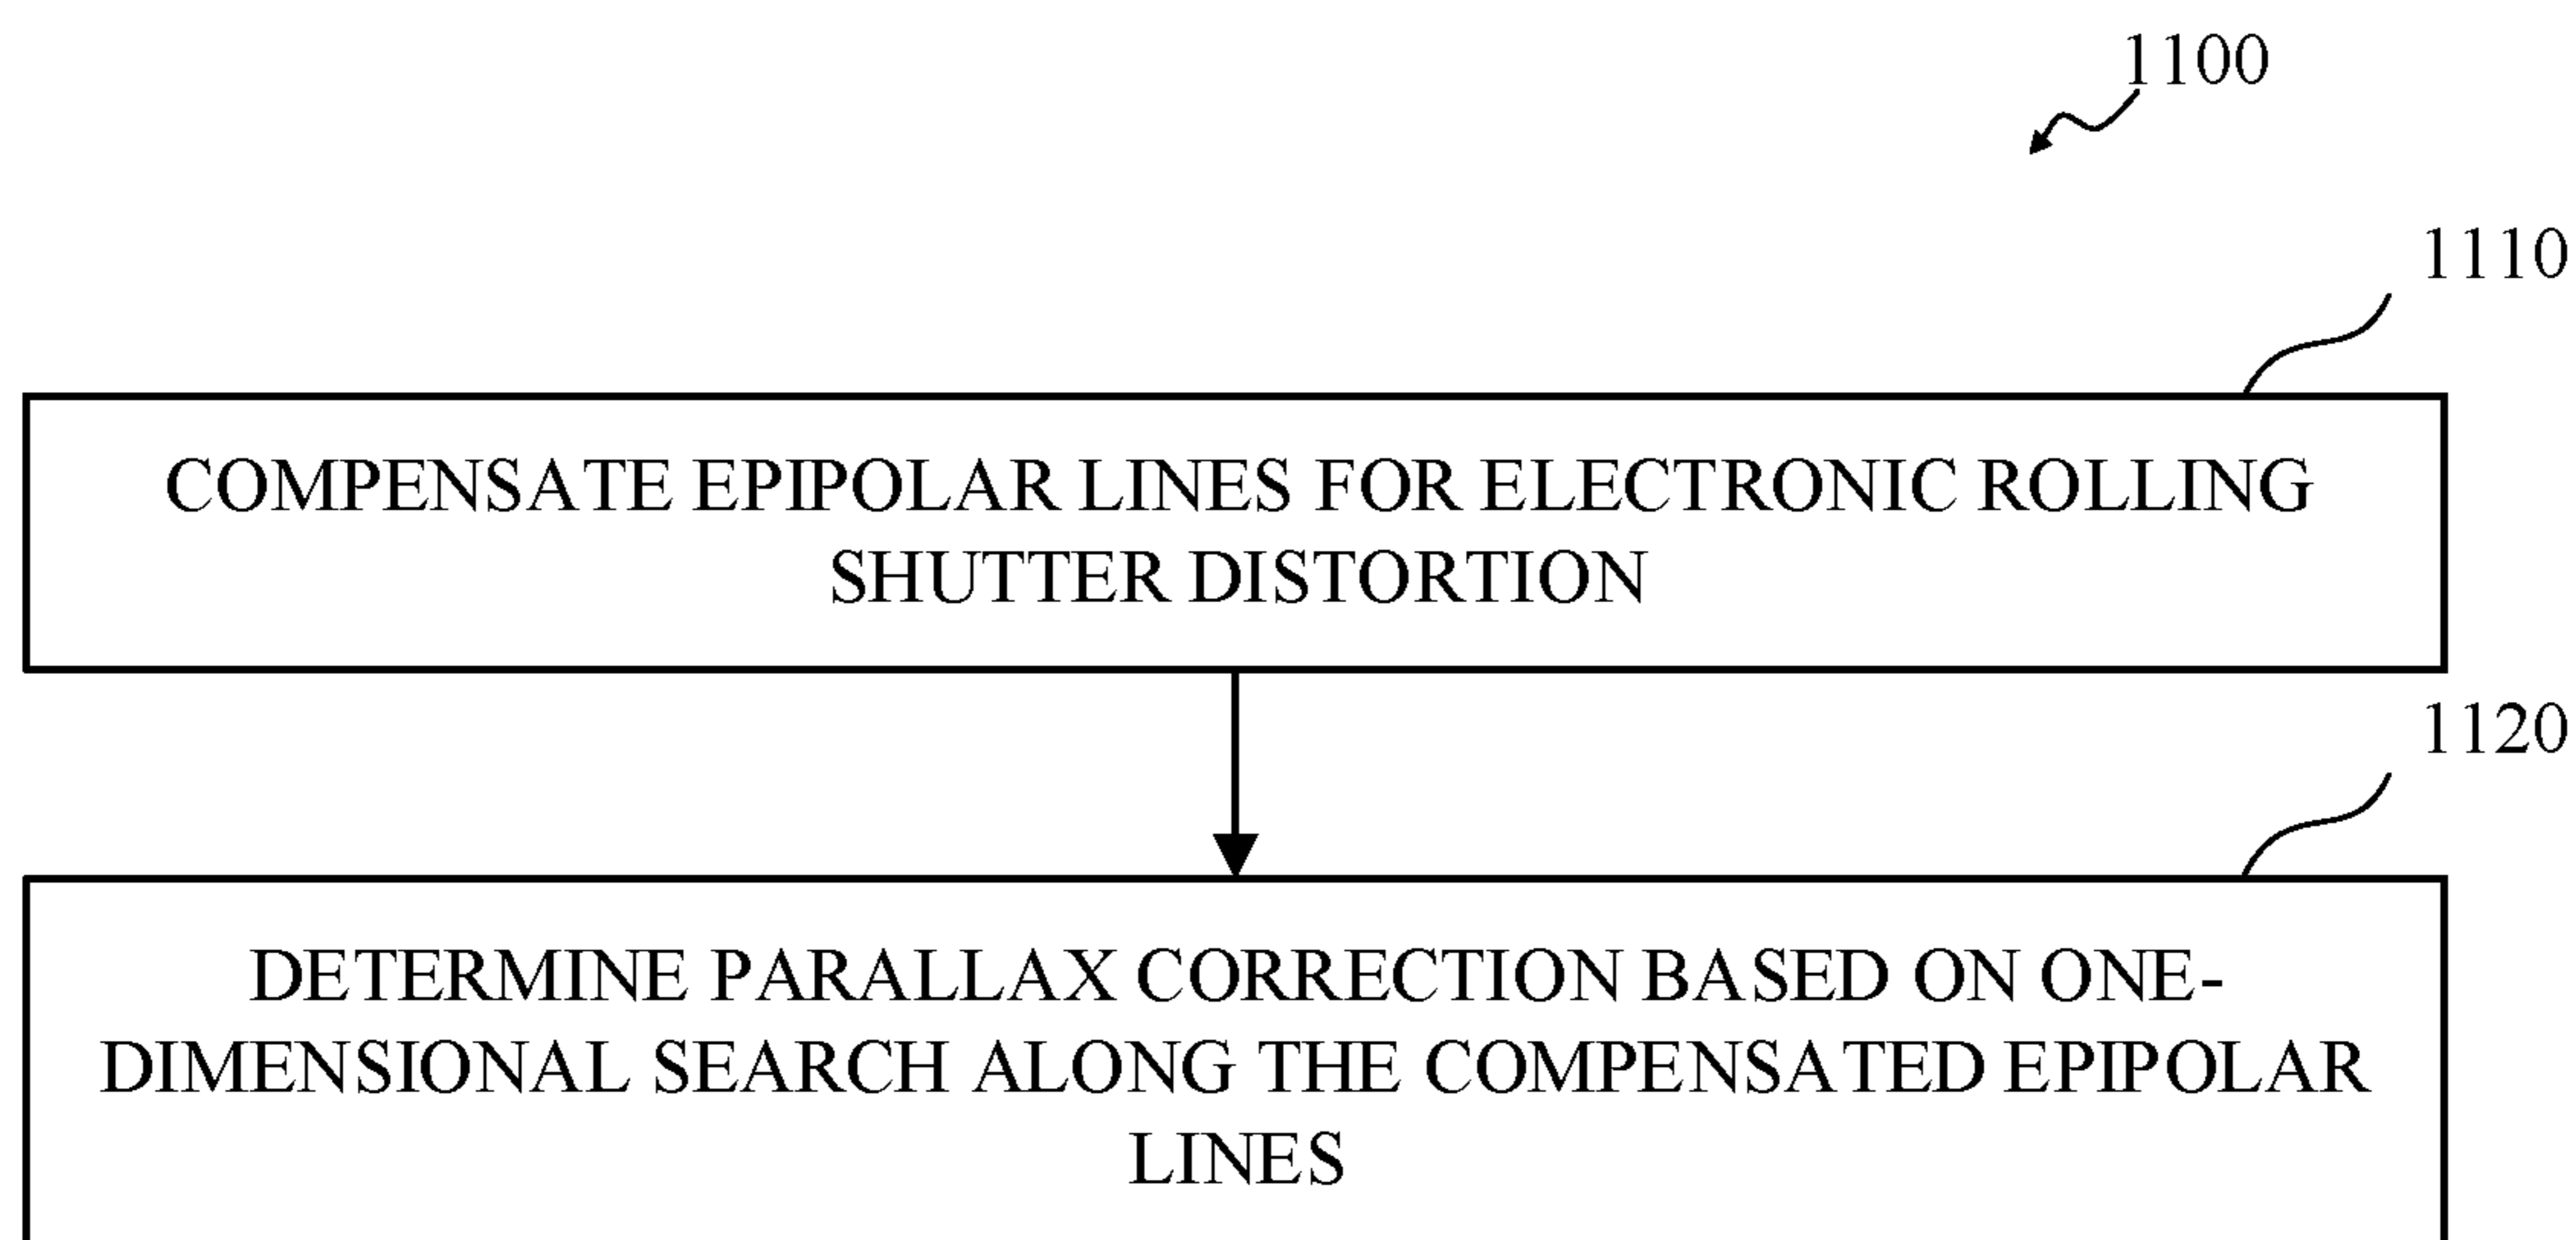 1100
1110
COMPENSATE EPIPOLAR LINES FOR ELECTRONIC ROLLING
SHUTTER DISTORTION
1120
DETERMINE PARALLAX CORRECTION BASED ON ONE-
DIMENSIONAL SEARCH ALONG THE COMPENSATED EPIPOLAR
LINES